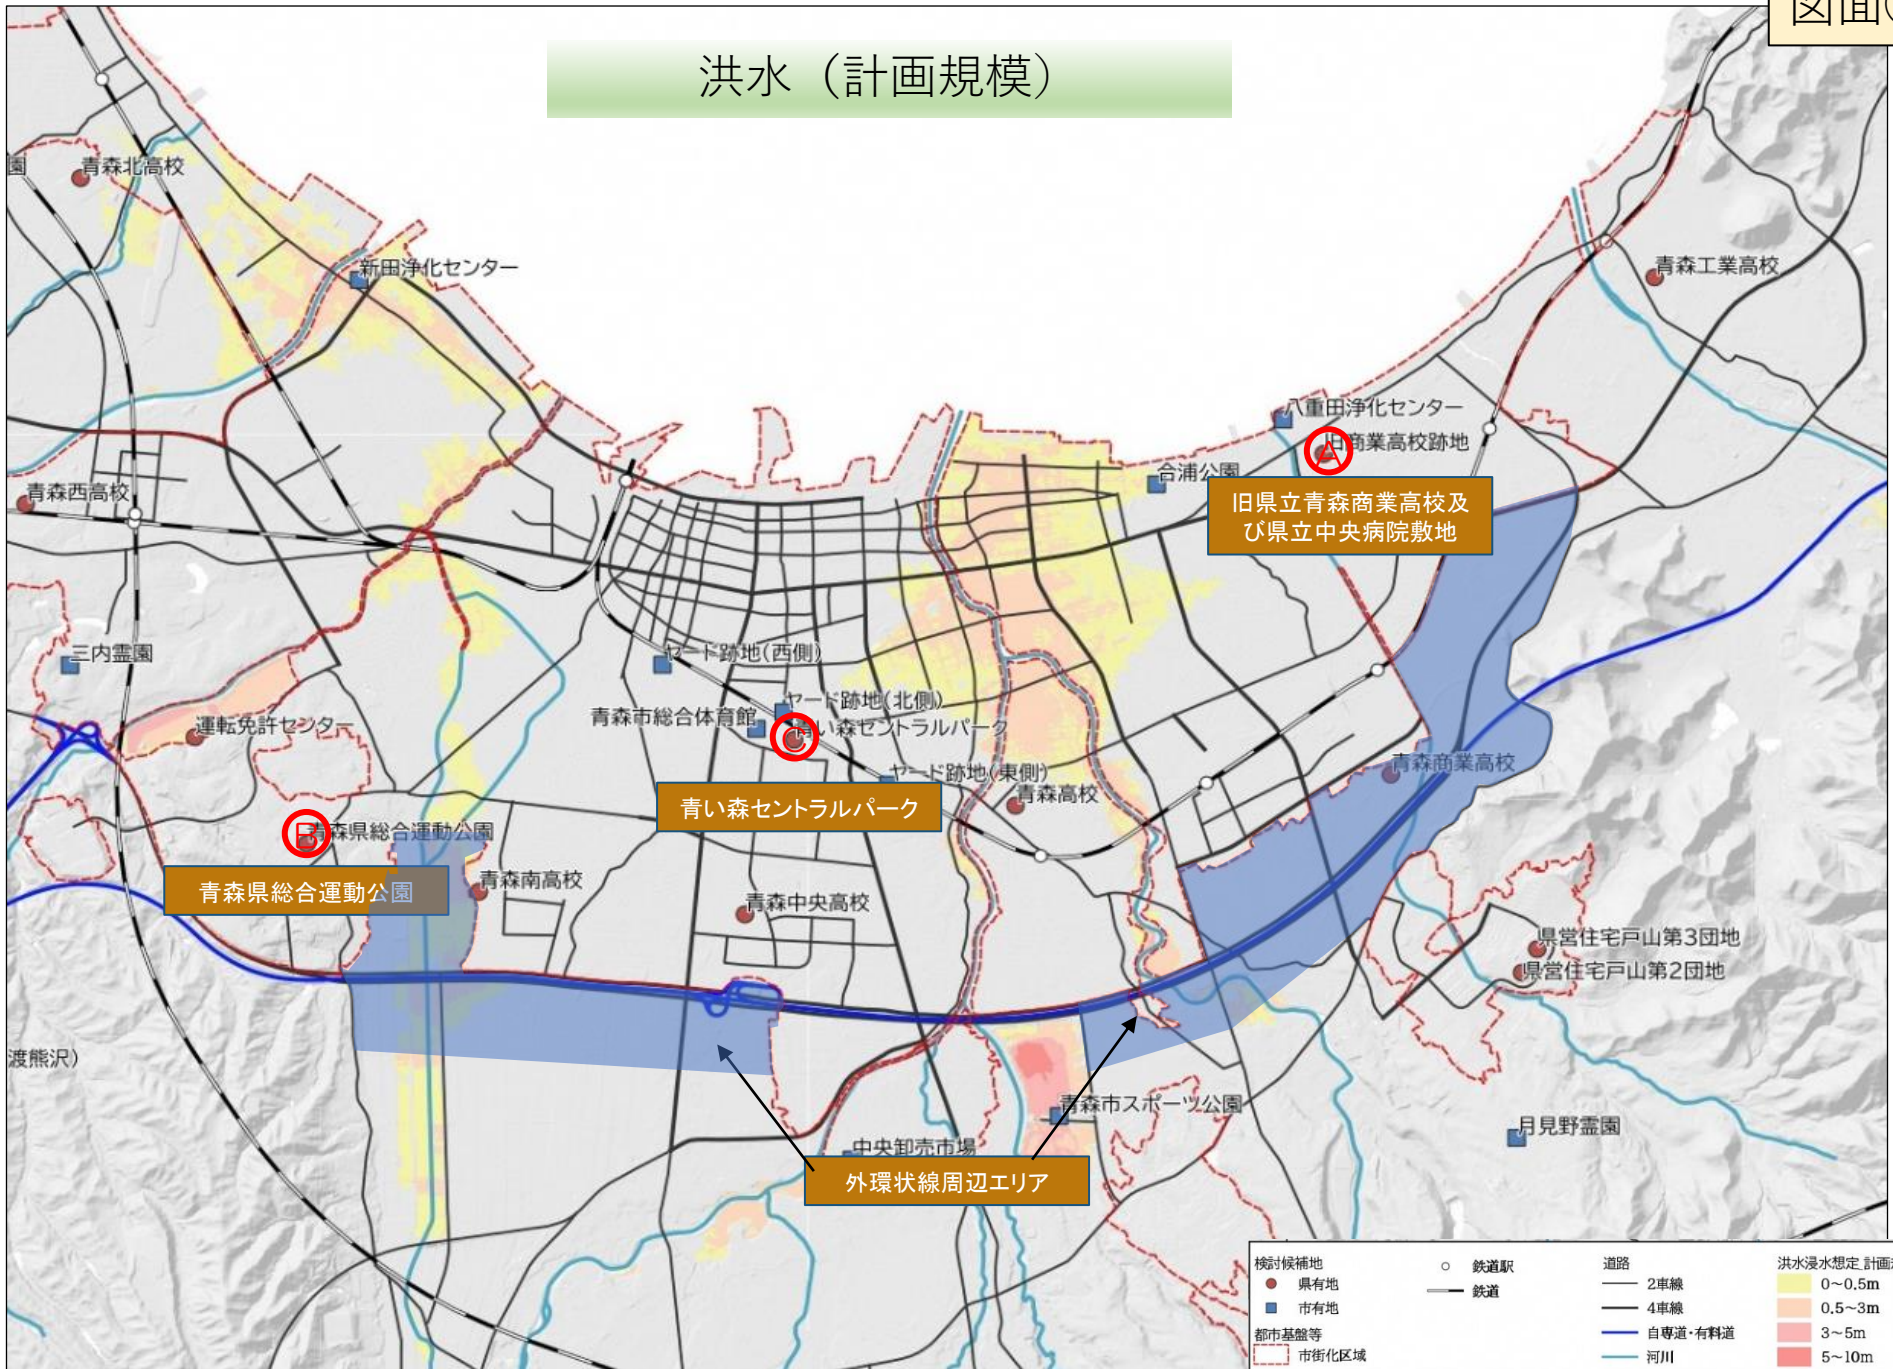 図面
洪水（計画規模）
園
青森北高校
新田浄化センター
青森工業高校
八重田浄化センター
A
旧商業高校跡地
合浦公園
旧県立青森商業高校及
び県立中央病院敷地
青森西高校
三内霊園
ヤード跡地(西側)
ヤード跡地(北側)
青森市総合体育館
C
青い森セントラルパーク
運転免許センター
ヤード跡地(東側)
青森商業高校
青い森セントラルパーク
青森高校
B
青森県総合運動公園
青森県総合運動公園
青森南高校
青森中央高校
県営住宅戸山第3団地
県営住宅戸山第2団地
渡熊沢）
青森市スポーツ公園
月見野霊園
中央卸売市場
外環状線周辺エリア
検討候補地
県有地
市有地
都市基盤等
市街化区域
鉄道駅
鉄道
道路
2車線
4車線
自専道・有料道
河川
洪水浸水想定_計画
0～0.5m
0.5～3m
3～5m
5～10m